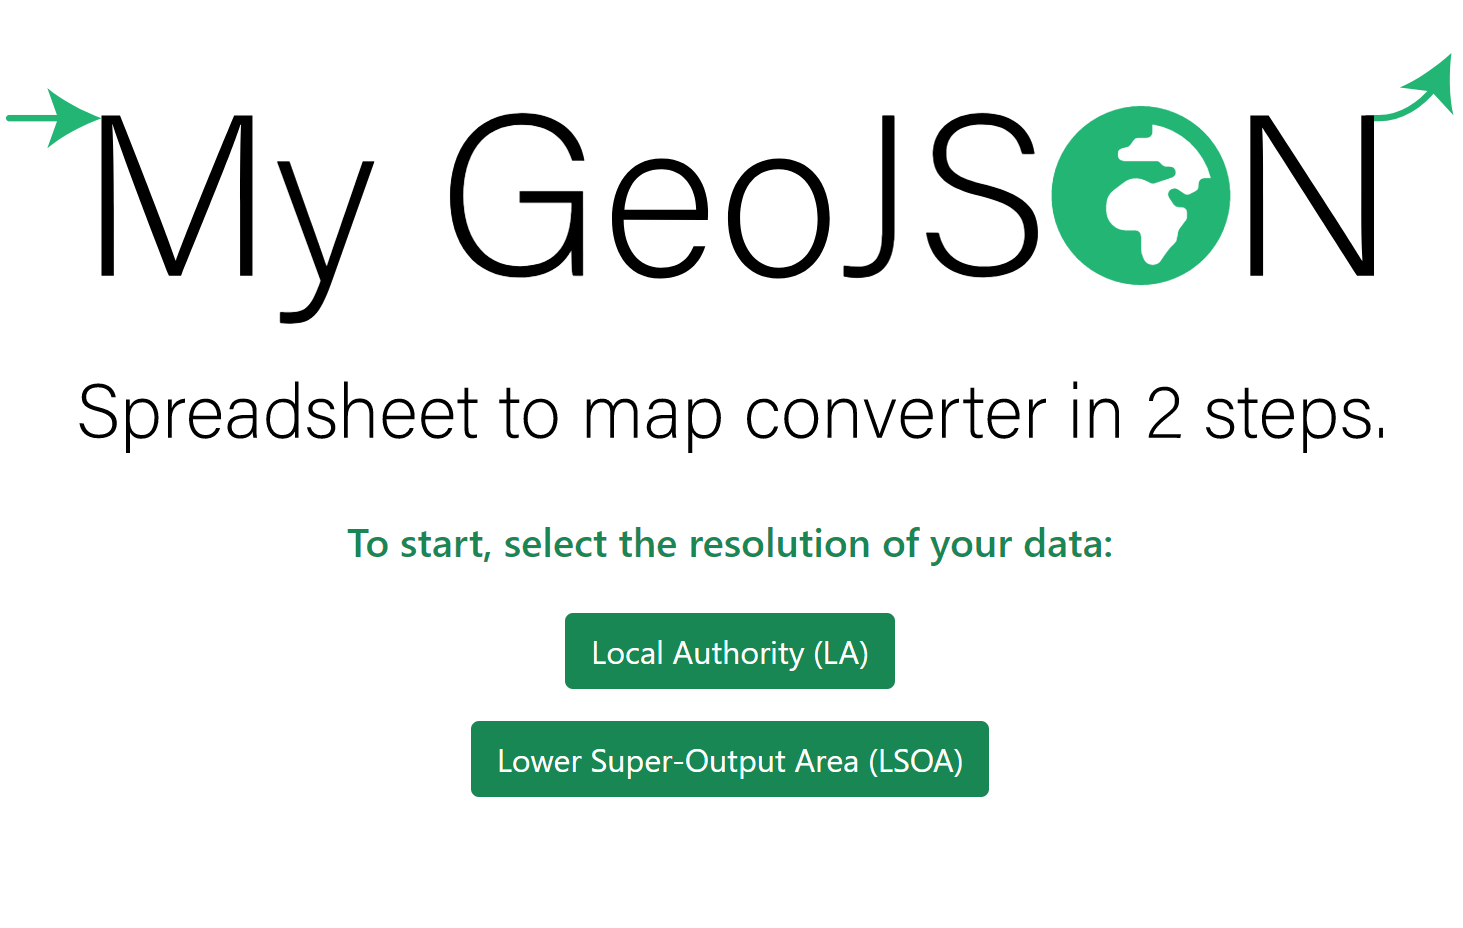 My GeoJSON
Spreadsheet to map converter in 2 steps.
To start, select the resolution of your data:
Local Authority (LA)
Lower Super-Output Area (LSOA)